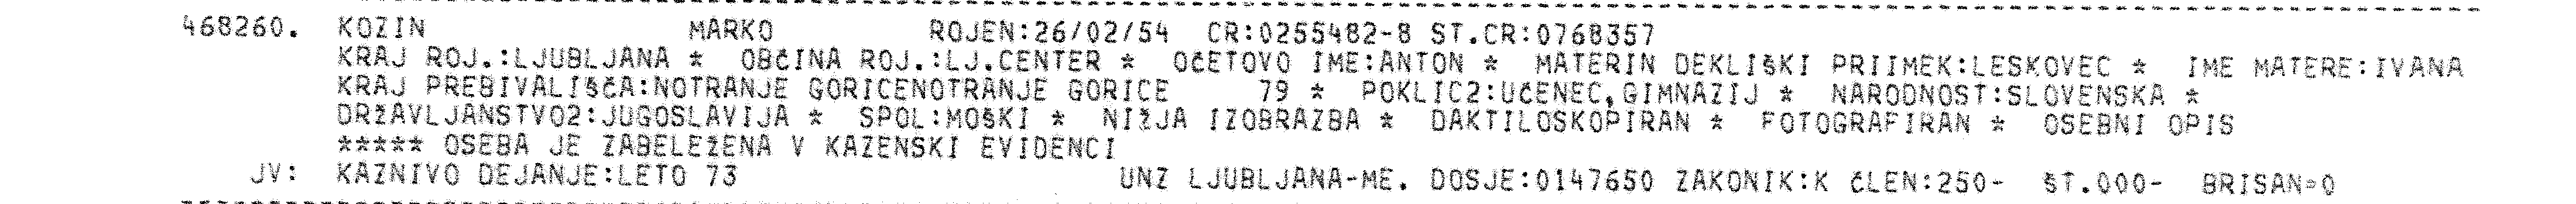 468260. KOZIN MARKO ROJEN:26/02/54 CR:0255482-8 ST.CR:0768357
KRAJ ROJ.:LJUBLJANA * OBČINA ROJ.:LJ.CENTER * OČETOVO IME:ANTON * MATERIN DEKLIŠKI PRIIMEK:LESKOVEC * IME MATERE:IVANA
KRAJ PREBIVALIŠČA:NOTRANJE GORICENOTRANJE GORICE 79 * POKLIC2:UČENEC,GIMNAZIJ * NARODNOST:SLOVENSKA *
DRŽAVLJANSTVO2:JUGOSLAVIJA * SPOL:MOŠKI * NIŽJA IZOBRAZBA * DAKTILOSKOPIRAN * FOTOGRAFIRAN * OSEBNI OPIS
***** OSEBA JE ZABELEŽENA V KAZENSKI EVIDENCI
JV: KAZNIVO DEJANJE:LETO 73 UNZ LJUBLJANA-ME. DOSJE:0147650 ZAKONIK:K ČLEN:250- ŠT.000- BRISAN=0